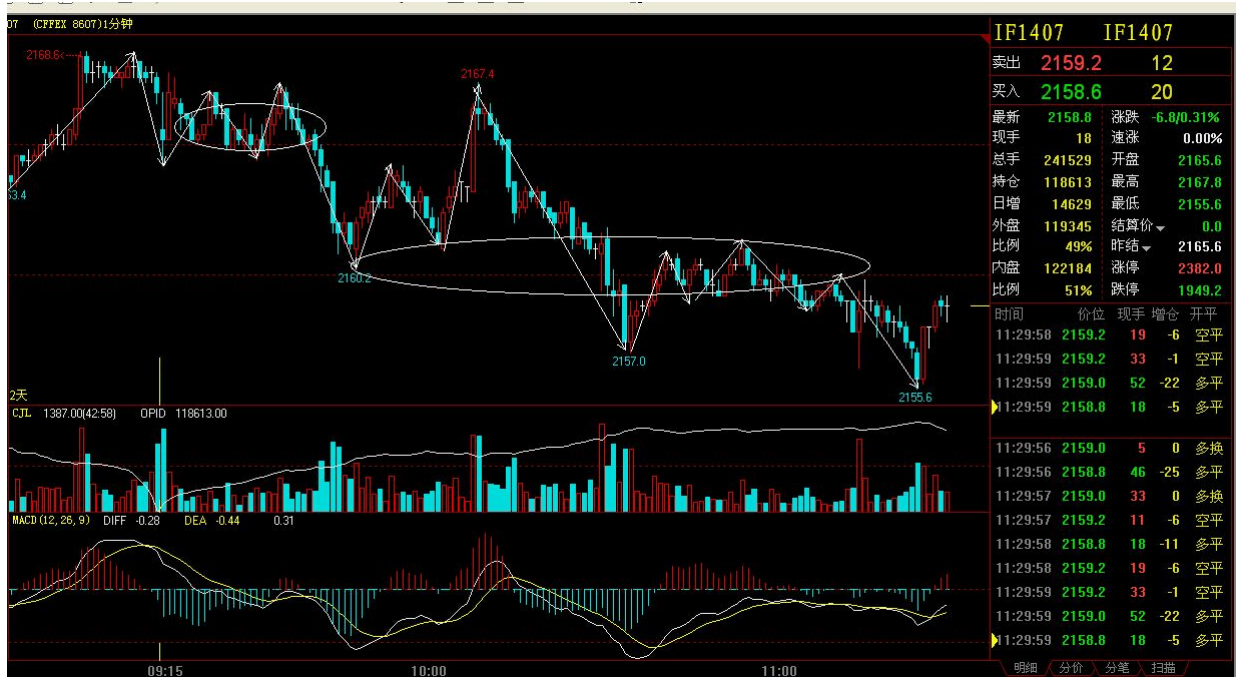 07 (CFFEX 8607)1分钟
2168.6<
2167.4
3.4
2160.2
2157.0
2155.6
2天
CJL 1387.00(42:58) OPID 118613.00
MACD(12,26,9) DIFF -0.28 DEA -0.44 0.31
09:15 10:00 11:00
IF1407 IF1407
卖出 2159.2 12
买入 2158.6 20
最新 2158.8 涨跌 -6.8/0.31%
现手 18 速涨 0.00%
总手 241529 开盘 2165.6
持仓 118613 最高 2167.8
日增 14629 最低 2155.6
外盘 119345 结算价 0.0
比例 49% 昨结 2165.6
内盘 122184 涨停 2382.0
比例 51% 跌停 1949.2
时间 价位 现手 增仓 开平
11:29:58 2159.2 19 -6 空平
11:29:59 2159.2 33 -1 空平
11:29:59 2159.0 52 -22 多平
11:29:59 2158.8 18 -5 多平
11:29:56 2159.0 5 0 多换
11:29:56 2158.8 46 -25 多平
11:29:57 2159.0 33 0 多换
11:29:57 2159.2 11 -6 空平
11:29:58 2158.8 18 -11 多平
11:29:58 2159.2 19 -6 空平
11:29:59 2159.2 33 -1 空平
11:29:59 2159.0 52 -22 多平
11:29:59 2158.8 18 -5 多平
明细 分价 分笔 扫描